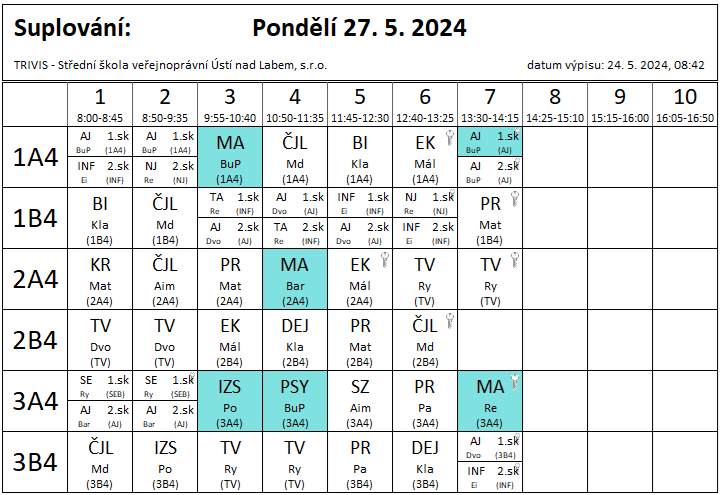 Suplování: Pondělí 27. 5. 2024
TRIVIS - Střední škola veřejnoprávní Ústí nad Labem, s.r.o. datum výpisu: 24. 5. 2024, 08:42
1 2 3 4 5 6 7 8 9 10
8:00-8:45 8:50-9:35 9:55-10:40 10:50-11:35 11:45-12:30 12:40-13:25 13:30-14:15 14:25-15:10 15:15-16:00 16:05-16:50
1A4
AJ 1.sk AJ 1.sk MA ČJL BI EK AJ 1.sk
BuP (1A4) BuP (1A4) BuP Md Kla Mál BuP (AJ)
INF 2.sk NJ 2.sk AJ 2.sk
Ei (INF) Re (NJ) (1A4) (1A4) (1A4) (1A4) BuP (AJ)
1B4
BI ČJL TA 1.sk AJ 1.sk INF 1.sk NJ 1.sk PR
Kla Md Re (INF) Dvo (AJ) Ei (INF) Re (NJ) Mat
AJ 2.sk TA 2.sk AJ 2.sk INF 2.sk
(1B4) (1B4) Dvo (AJ) Re (INF) Dvo (AJ) Ei (INF) (1B4)
2A4
KR ČJL PR MA EK TV TV
Mat Aim Mat Bar Mál Ry Ry
(2A4) (2A4) (2A4) (2A4) (2A4) (TV) (TV)
2B4
TV TV EK DEJ PR ČJL
Dvo Dvo Mál Kla Mat Md
(TV) (TV) (2B4) (2B4) (2B4) (2B4)
3A4
SE 1.sk SE 1.sk IZS PSY SZ PR MA
Ry (SEB) Ry (SEB) Po BuP Aim Pa Re
AJ 2.sk AJ 2.sk
Bar (AJ) Bar (AJ) (3A4) (3A4) (3A4) (3A4) (3A4)
3B4
ČJL IZS TV TV PR DEJ AJ 1.sk
Md Po Ry Ry Pa Kla Dvo (3B4)
INF 2.sk
(3B4) (3B4) (TV) (TV) (3B4) (3B4) Ei (INF)